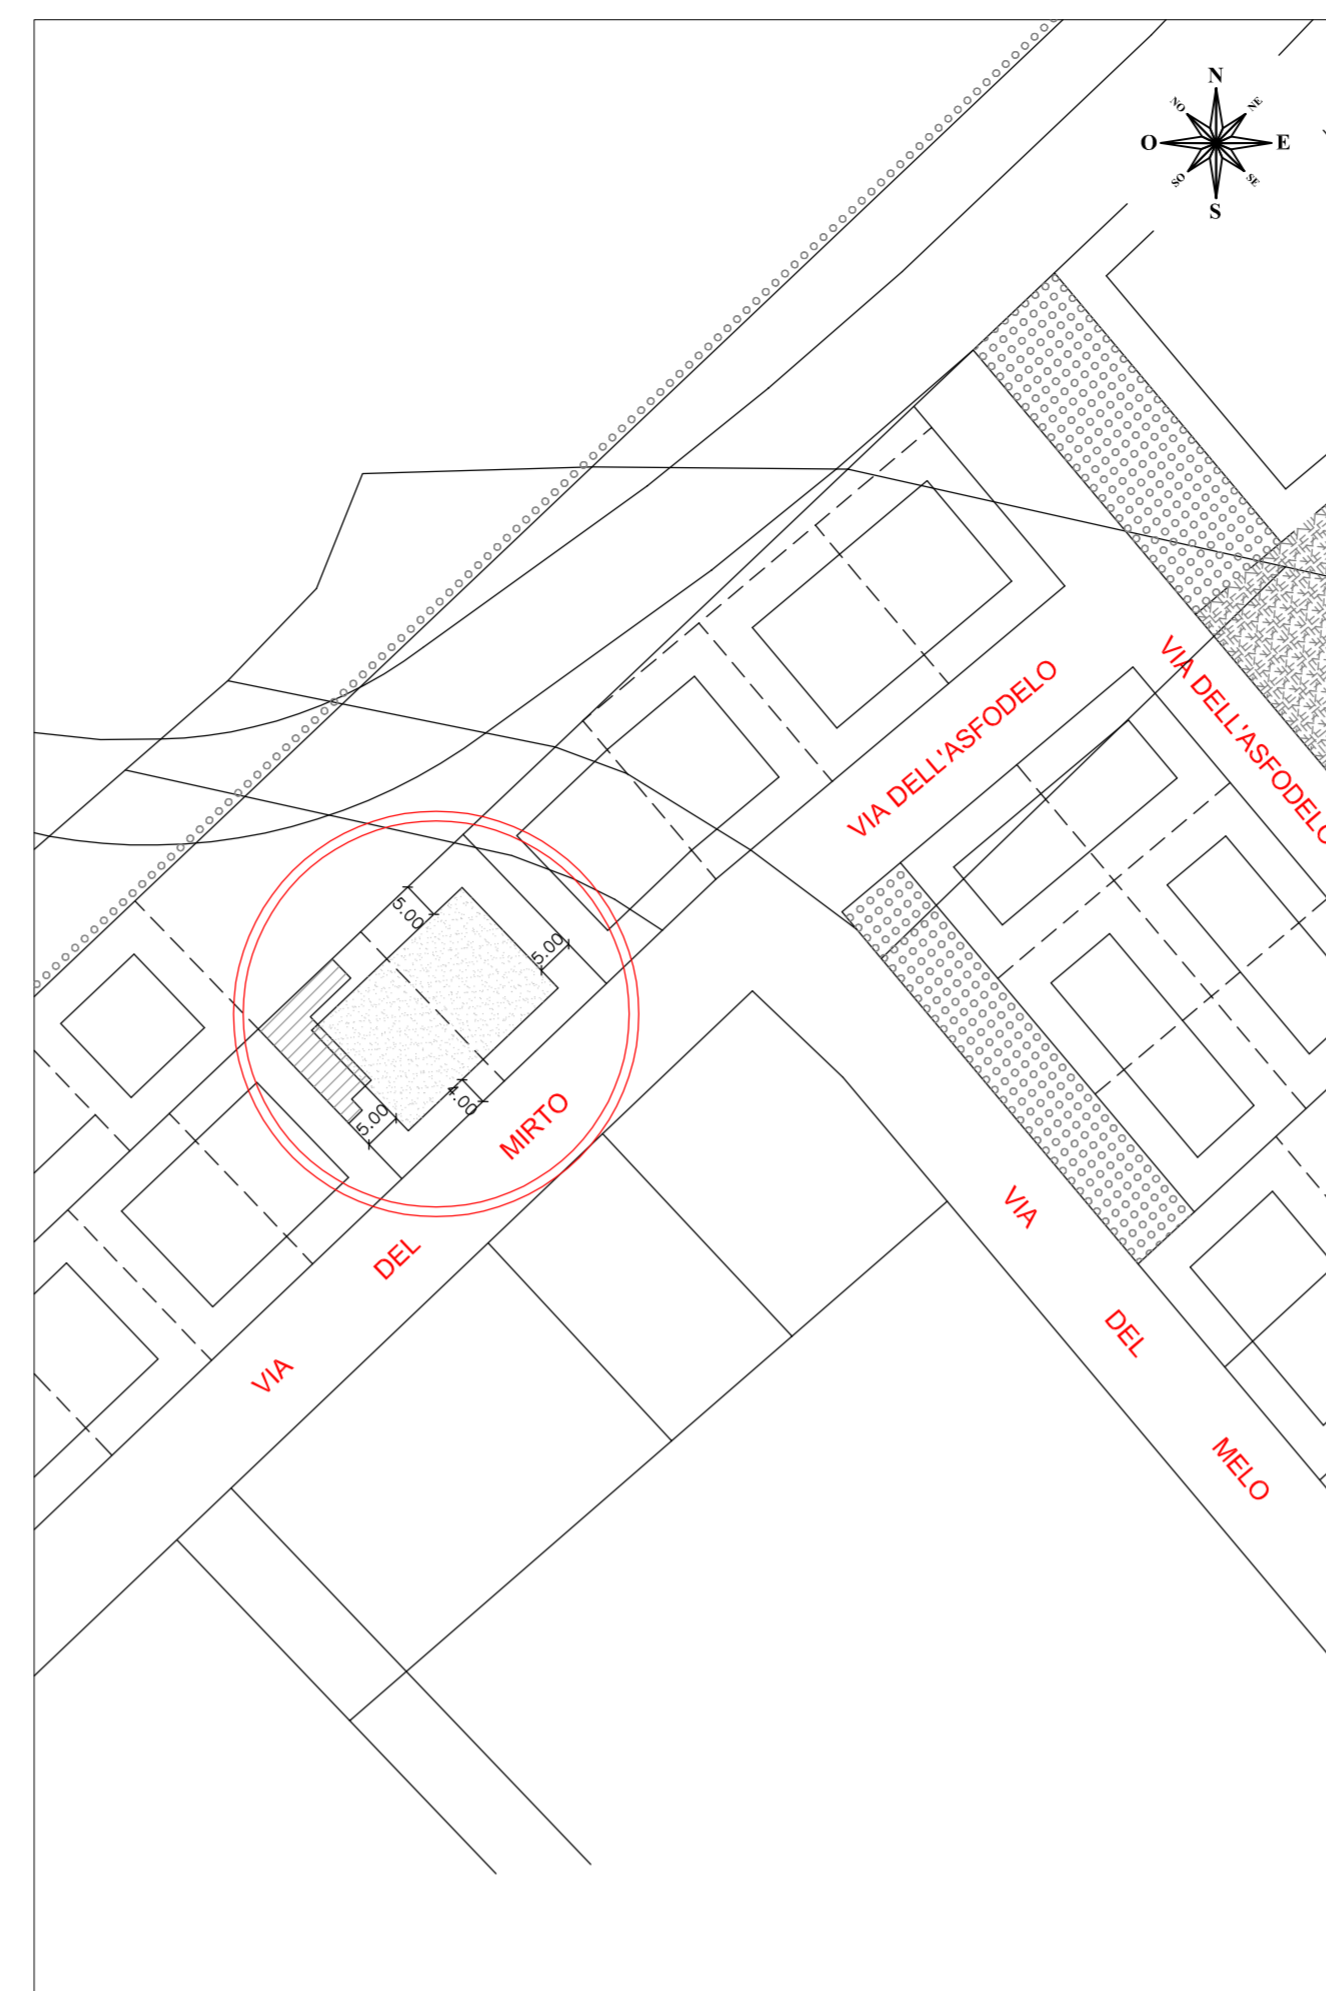 N
NO
NE
O
E
SO
SE
S
VIA DELL'ASFODELO
VIA DELL'ASFODELO
5.00
5.00
4.00
5.00
VIA DEL MIRTO
VIA DEL MELO